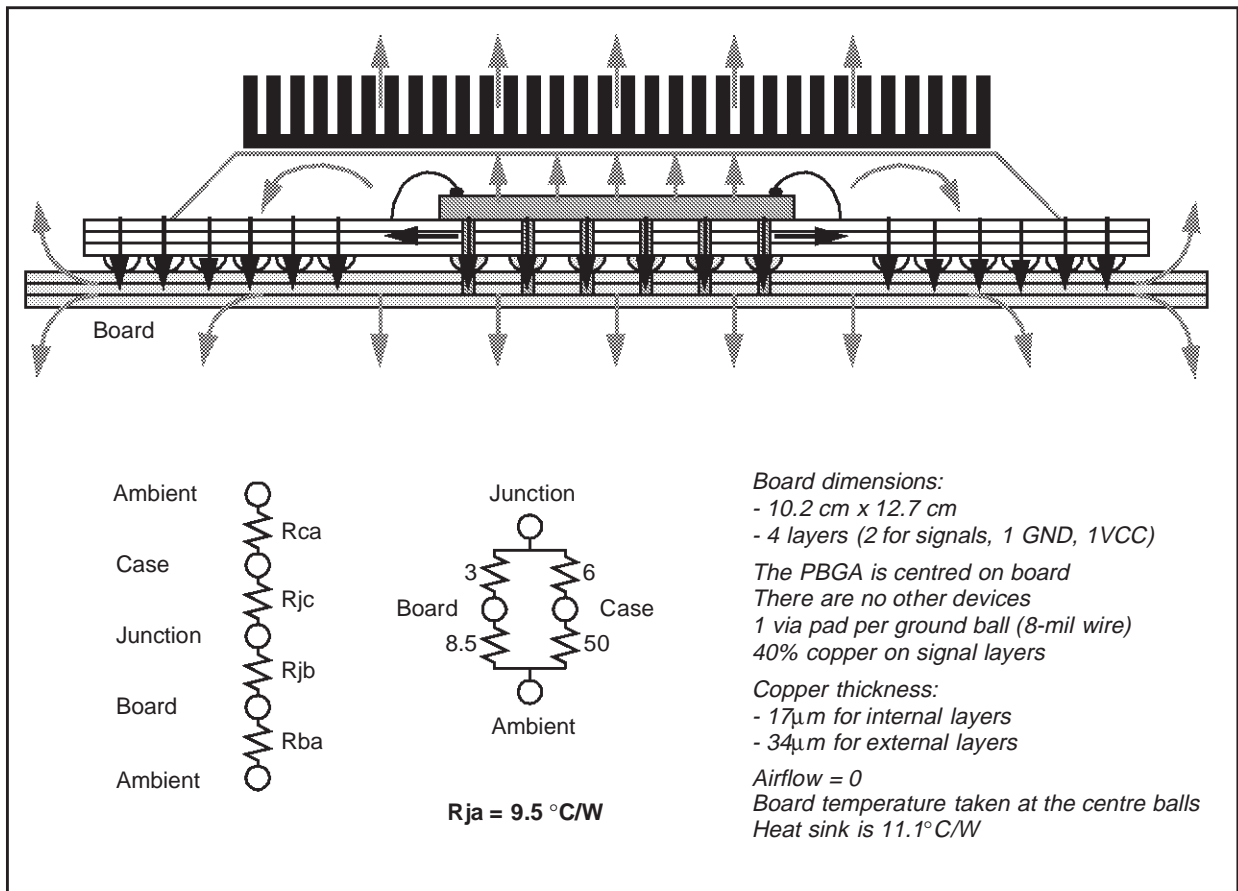 Board
Ambient
Rca
Case
Rjc
Junction
Rjb
Board
Rba
Ambient
Junction
3
6
Board
Case
8.5
50
Ambient
Rja = 9.5 °C/W
Board dimensions:
- 10.2 cm x 12.7 cm
- 4 layers (2 for signals, 1 GND, 1VCC)
The PBGA is centred on board
There are no other devices
1 via pad per ground ball (8-mil wire)
40% copper on signal layers
Copper thickness:
- 17µm for internal layers
- 34µm for external layers
Airflow = 0
Board temperature taken at the centre balls
Heat sink is 11.1°C/W